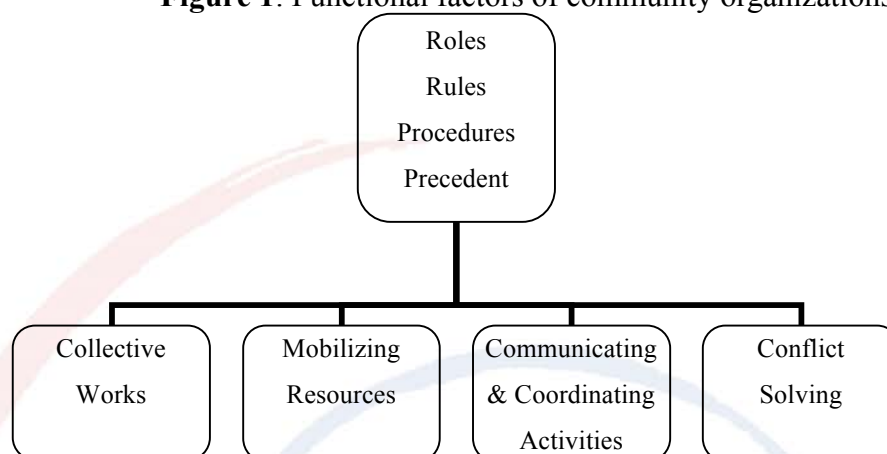 Figure 1. Functional factors of community organizations
Roles
Rules
Procedures
Precedent
Collective
Works
Mobilizing
Resources
Communicating
& Coordinating
Activities
Conflict
Solving